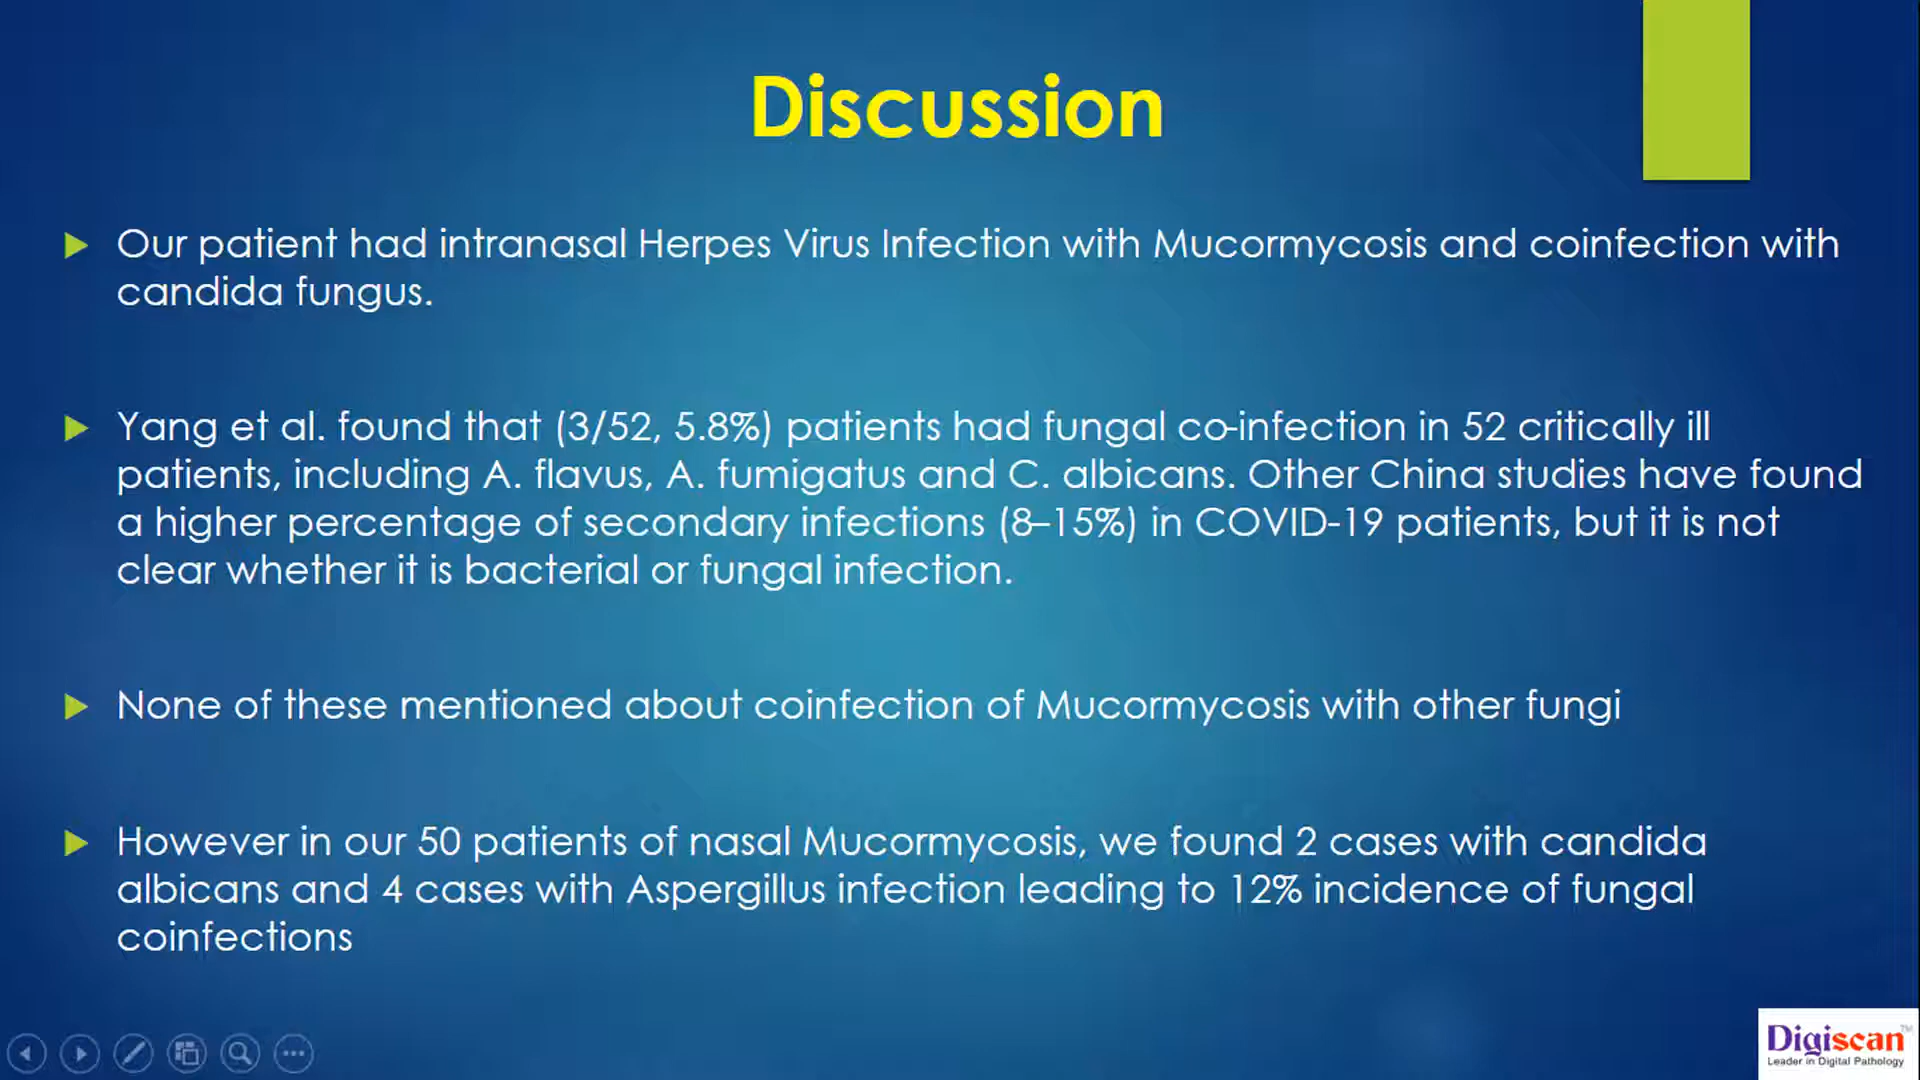 Discussion
Our patient had intranasal Herpes Virus Infection with Mucormycosis and coinfection with
candida fungus.
Yang et al. found that (3/52, 5.8%) patients had fungal co-infection in 52 critically ill
patients, including A. flavus, A. fumigatus and C. albicans. Other China studies have found
a higher percentage of secondary infections (8–15%) in COVID-19 patients, but it is not
clear whether it is bacterial or fungal infection.
None of these mentioned about coinfection of Mucormycosis with other fungi
However in our 50 patients of nasal Mucormycosis, we found 2 cases with candida
albicans and 4 cases with Aspergillus infection leading to 12% incidence of fungal
coinfections
Digiscan™
Leader in Digital Pathology